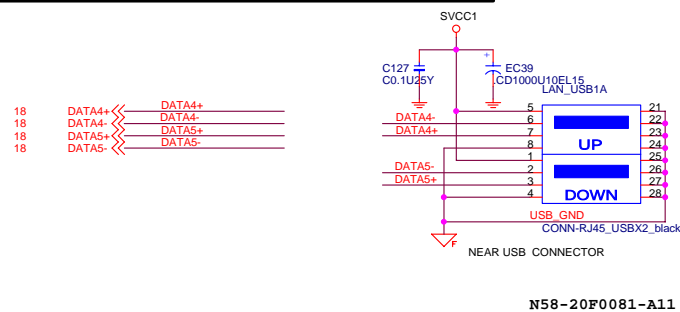 SVCC1
C127
C0.1U25Y
+
EC39
.CD1000U10EL15
LAN_USB1A
18 DATA4+ DATA4+
18 DATA4- DATA4-
18 DATA5+ DATA5+
18 DATA5- DATA5-
5 21
DATA4- 6 22
DATA4+ 7 23
8 UP 24
1 25
DATA5- 2 26
DATA5+ 3 27
4 DOWN 28
USB_GND
CONN-RJ45_USBX2_black
F
NEAR USB CONNECTOR
N58-20F0081-A11